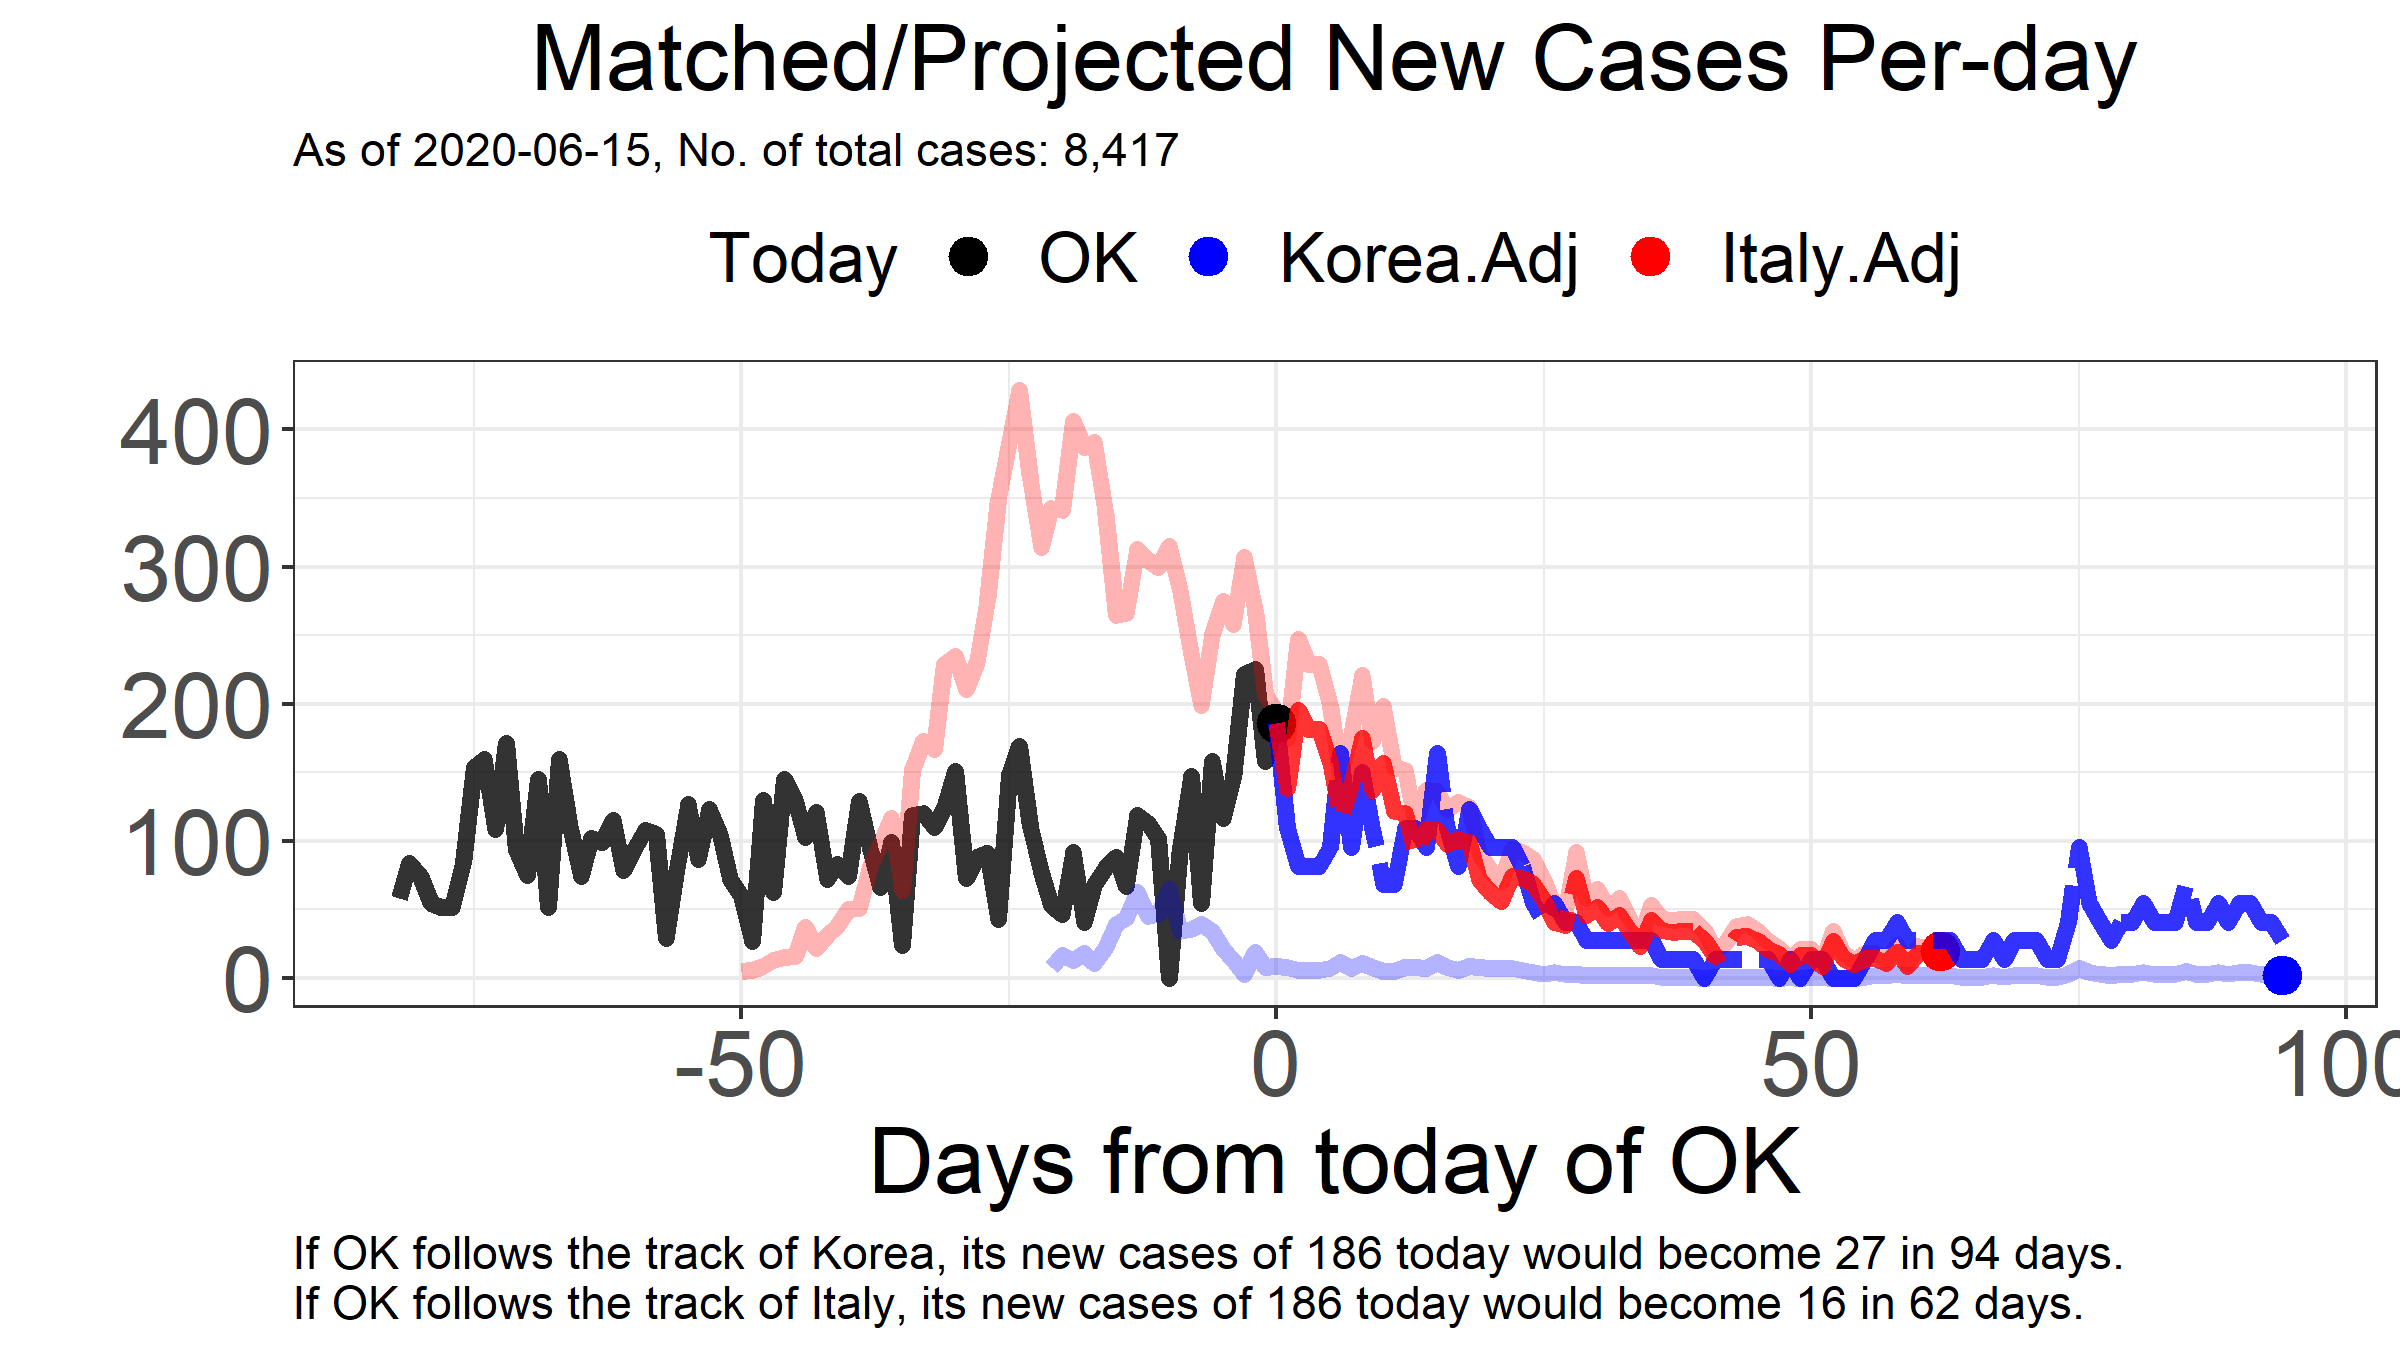 Matched/Projected New Cases Per-day
As of 2020-06-15, No. of total cases: 8,417
Today OK Korea.Adj Italy.Adj
400
300
200
100
0
-50 0 50 100
Days from today of OK
If OK follows the track of Korea, its new cases of 186 today would become 27 in 94 days.
If OK follows the track of Italy, its new cases of 186 today would become 16 in 62 days.